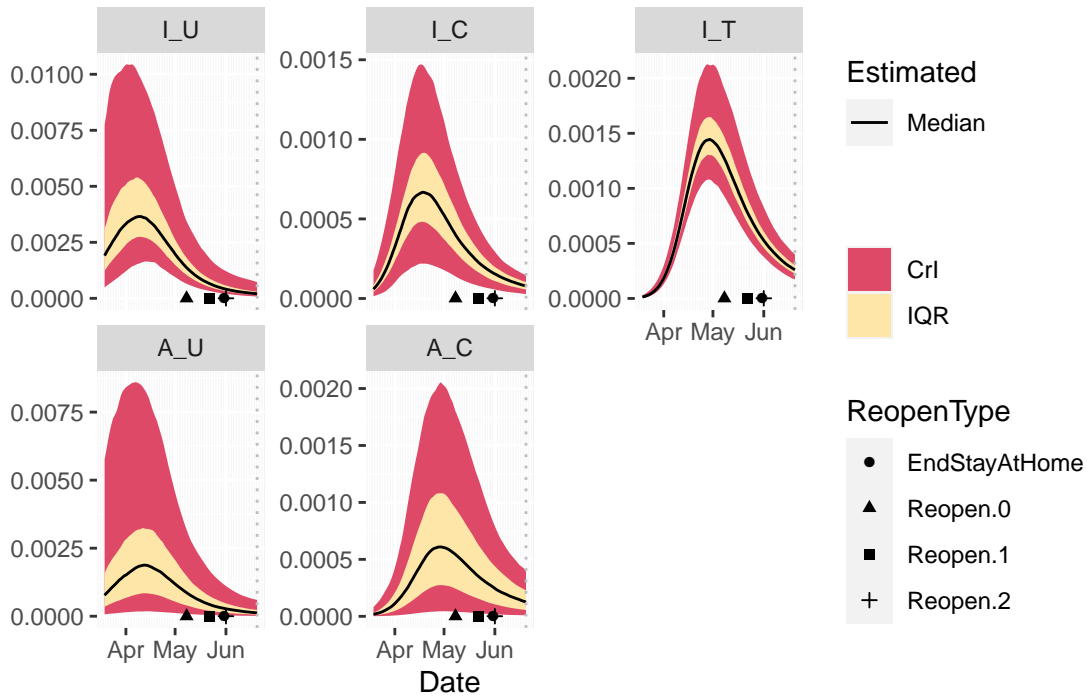 I_U
I_C
I_T
0.0100
0.0075
0.0050
0.0025
0.0000
0.0015
0.0010
0.0005
0.0000
0.0020
0.0015
0.0010
0.0005
0.0000
Apr May Jun
A_U
A_C
0.0075
0.0050
0.0025
0.0000
0.0020
0.0015
0.0010
0.0005
0.0000
Apr May Jun
Apr May Jun
Date
Estimated
Median
CrI
IQR
ReopenType
EndStayAtHome
Reopen.0
Reopen.1
Reopen.2